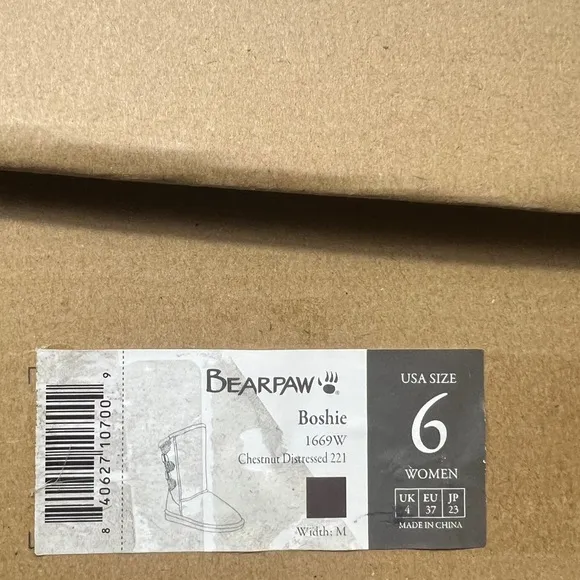 8 40627 10700 9
BEARPAW
Boshie
1669W
Chestnut Distressed 221
Width: M
USA SIZE
6
WOMEN
UK EU JP
4 37 23
MADE IN CHINA